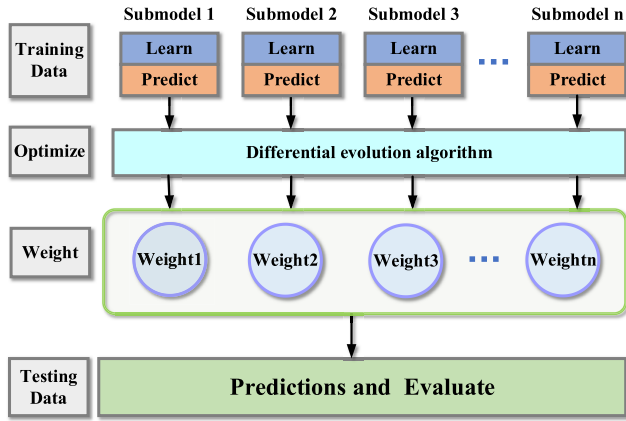 Submodel 1 Submodel 2 Submodel 3 Submodel n
Training Data
Learn Learn Learn ... Learn
Predict Predict Predict Predict
Optimize
Differential evolution algorithm
Weight
Weight1 Weight2 Weight3 ... Weightn
Testing Data
Predictions and Evaluate